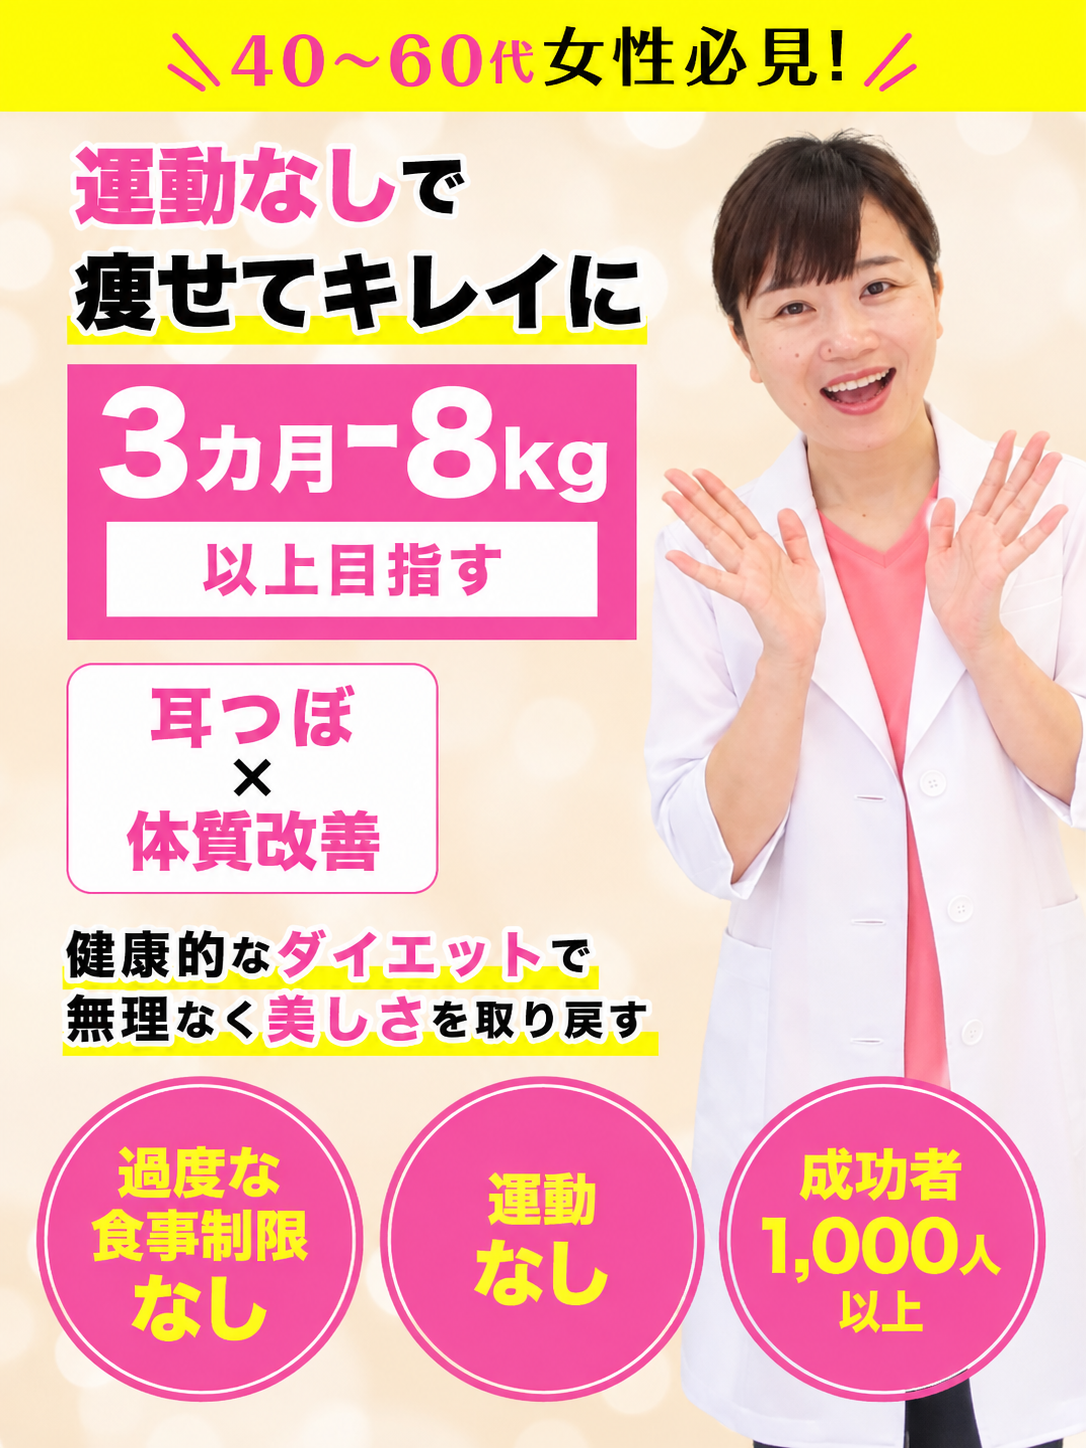 40～60代女性必見!
運動なしで
痩せてキレイに
3カ月-8kg
以上目指す
耳つぼ
×
体質改善
健康的なダイエットで
無理なく美しさを取り戻す
過度な
食事制限
なし
運動
なし
成功者
1,000人
以上